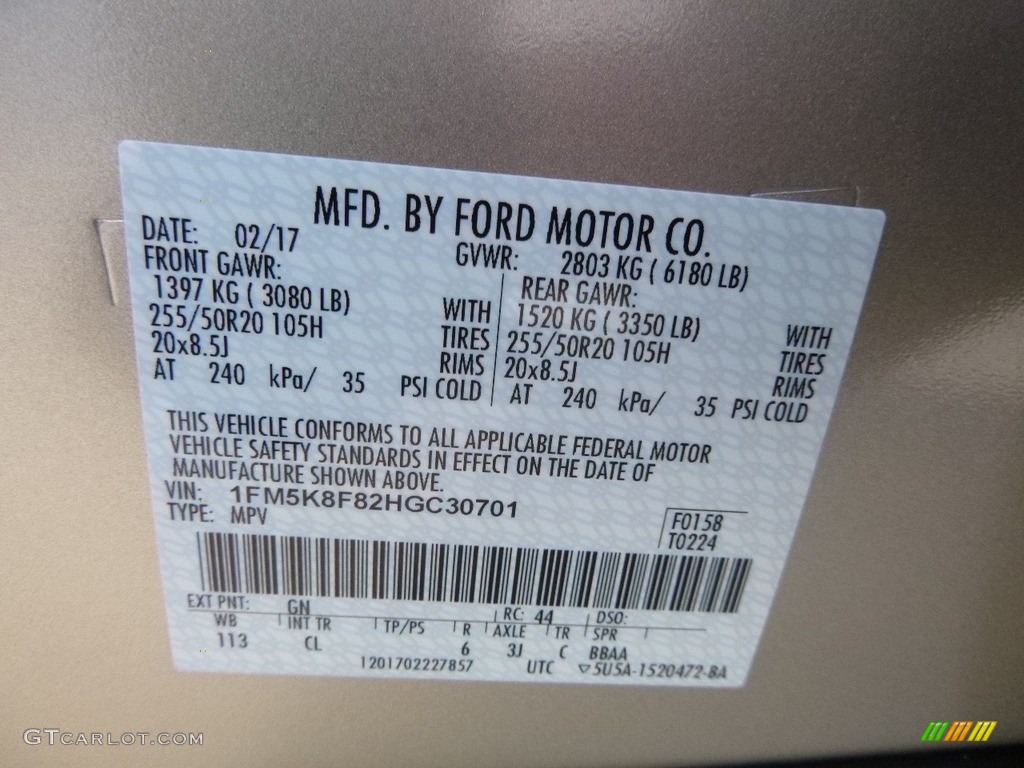 MFD. BY FORD MOTOR CO.
DATE: 02/17 GVWR: 2803 KG ( 6180 LB)
FRONT GAWR: REAR GAWR:
1397 KG ( 3080 LB) WITH 1520 KG ( 3350 LB) WITH
255/50R20 105H TIRES 255/50R20 105H TIRES
20x8.5J RIMS 20x8.5J RIMS
AT 240 kPa/ 35 PSI COLD AT 240 kPa/ 35 PSI COLD
THIS VEHICLE CONFORMS TO ALL APPLICABLE FEDERAL MOTOR
VEHICLE SAFETY STANDARDS IN EFFECT ON THE DATE OF
MANUFACTURE SHOWN ABOVE.
VIN: 1FM5K8F82HGC30701
TYPE: MPV
F0158
T0224
EXT PNT: GN RC: 44 DSO:
WB INT TR TP/PS R AXLE TR SPR
113 CL 6 3J C BBAA
1201702227857 UTC ▽5U5A-1520472-BA
GTCARLOT.COM